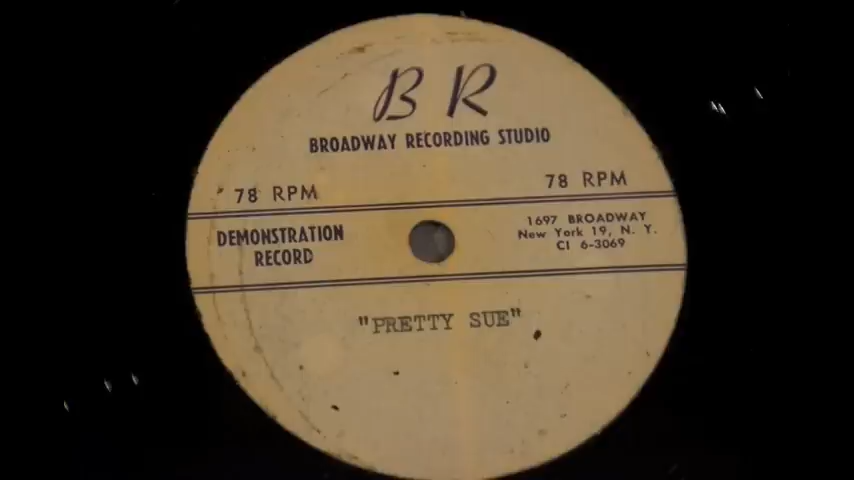 B R
BROADWAY RECORDING STUDIO
78 RPM
78 RPM
DEMONSTRATION
RECORD
1697 BROADWAY
New York 19, N. Y.
CI 6-3069
"PRETTY SUE"